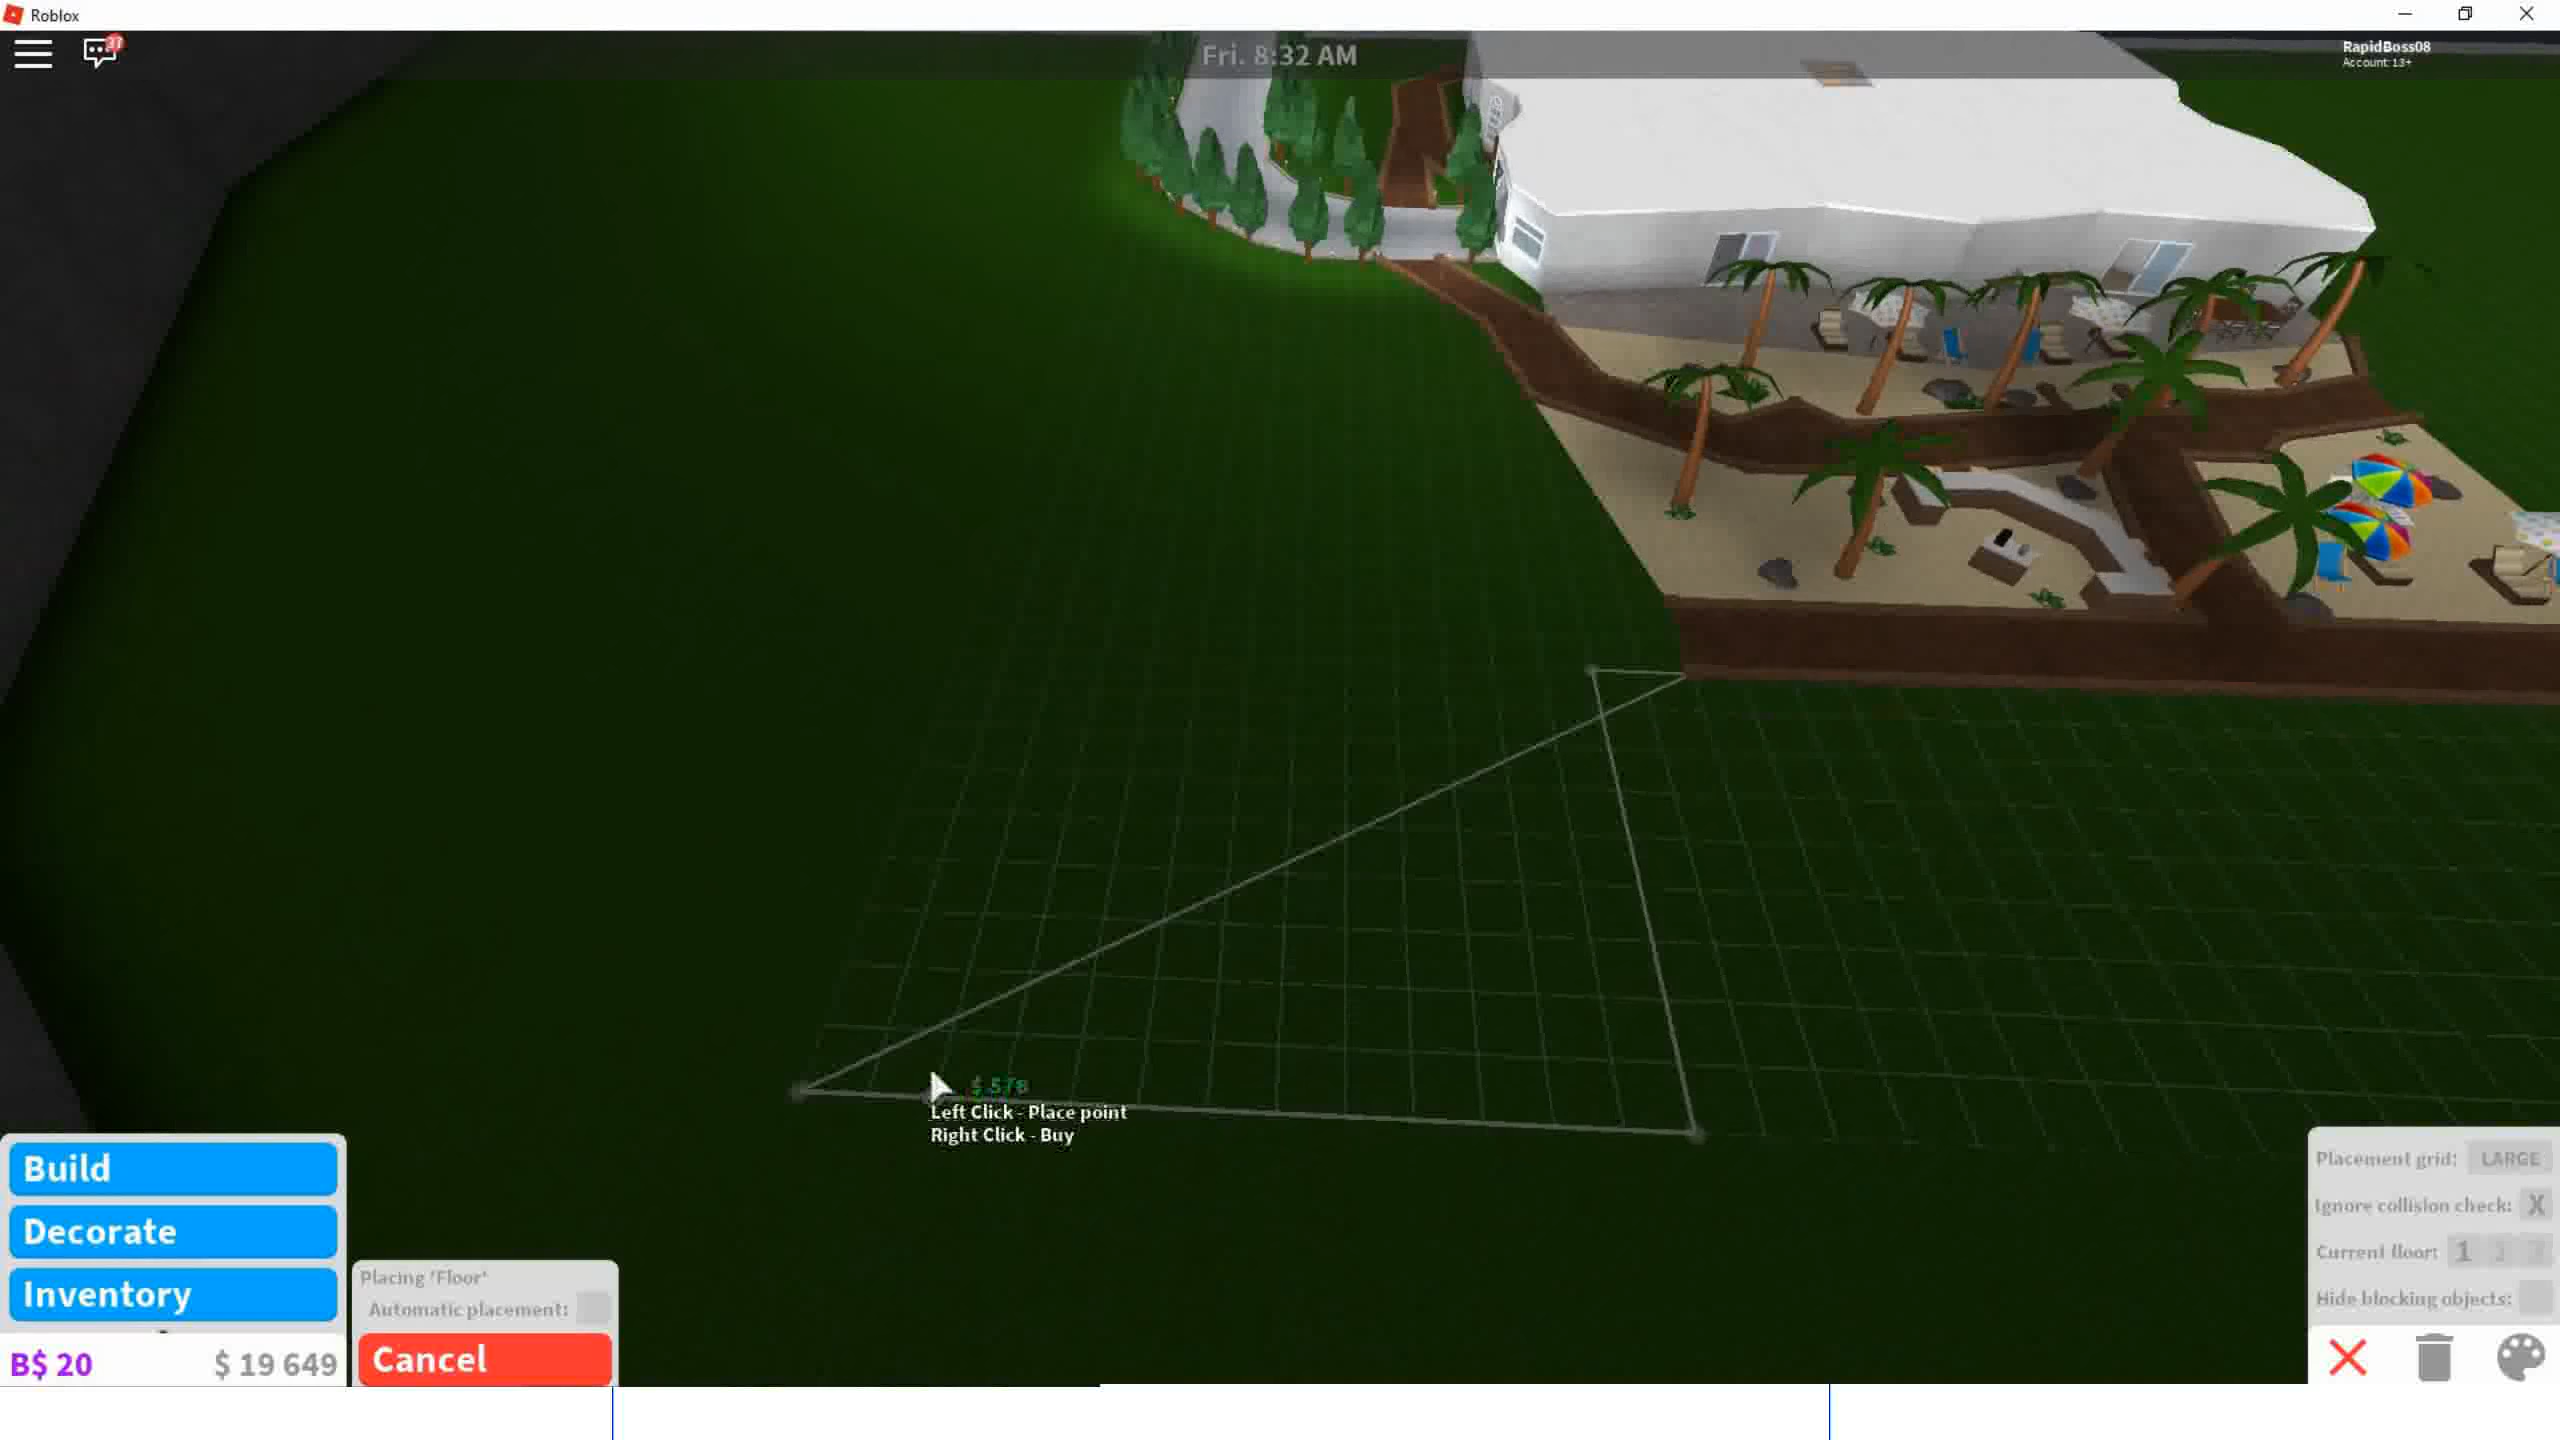 Roblox
37
Fri. 8:32 AM
RapidBoss08
Account: 13+
$ 578
Left Click - Place point
Right Click - Buy
Build
Decorate
Inventory
B$ 20
$ 19 649
Placing 'Floor'
Automatic placement:
Cancel
Placement grid: LARGE
Ignore collision check: X
Current floor: 1
Hide blocking objects: